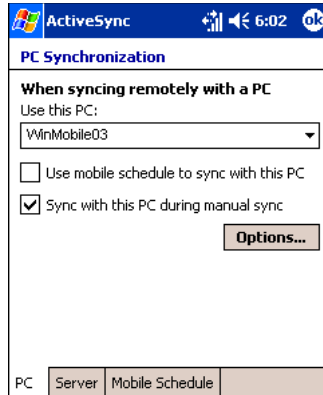 ActiveSync 6:02 ok
PC Synchronization
When syncing remotely with a PC
Use this PC:
WinMobile03
Use mobile schedule to sync with this PC
Sync with this PC during manual sync
Options...
PC Server Mobile Schedule